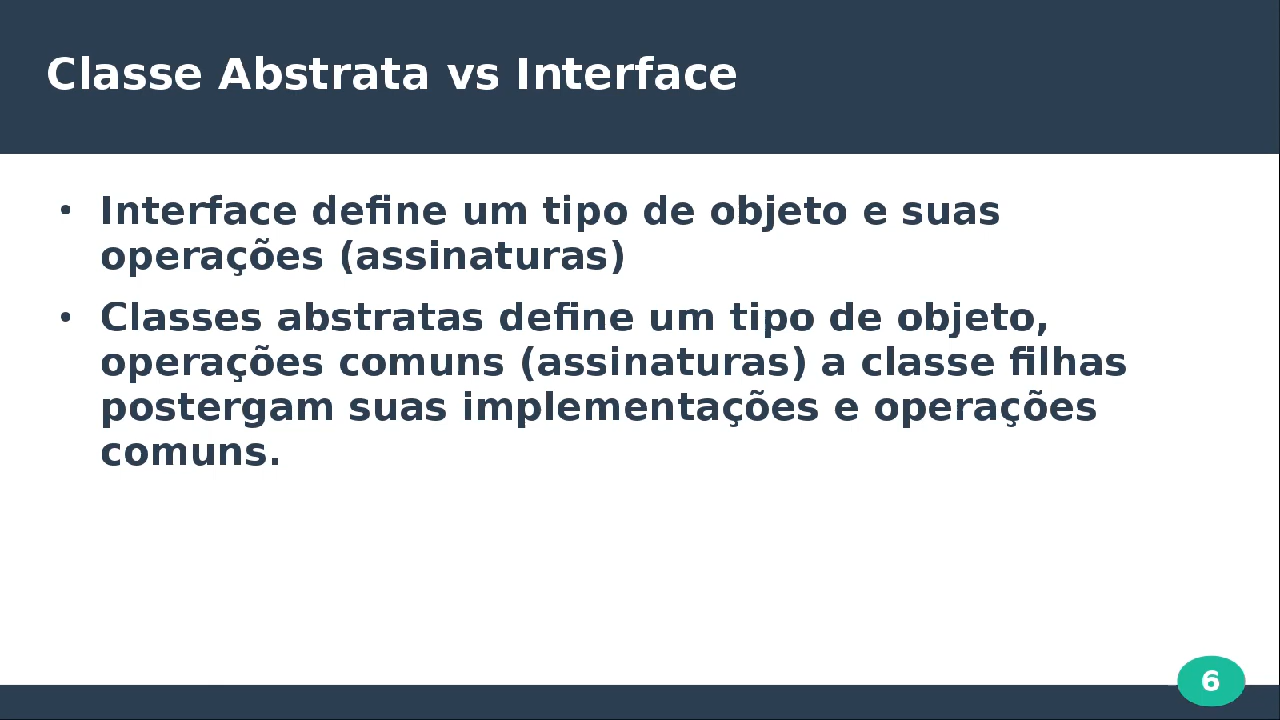 Classe Abstrata vs Interface
• Interface define um tipo de objeto e suas
operações (assinaturas)
• Classes abstratas define um tipo de objeto,
operações comuns (assinaturas) a classe filhas
postergam suas implementações e operações
comuns.
6